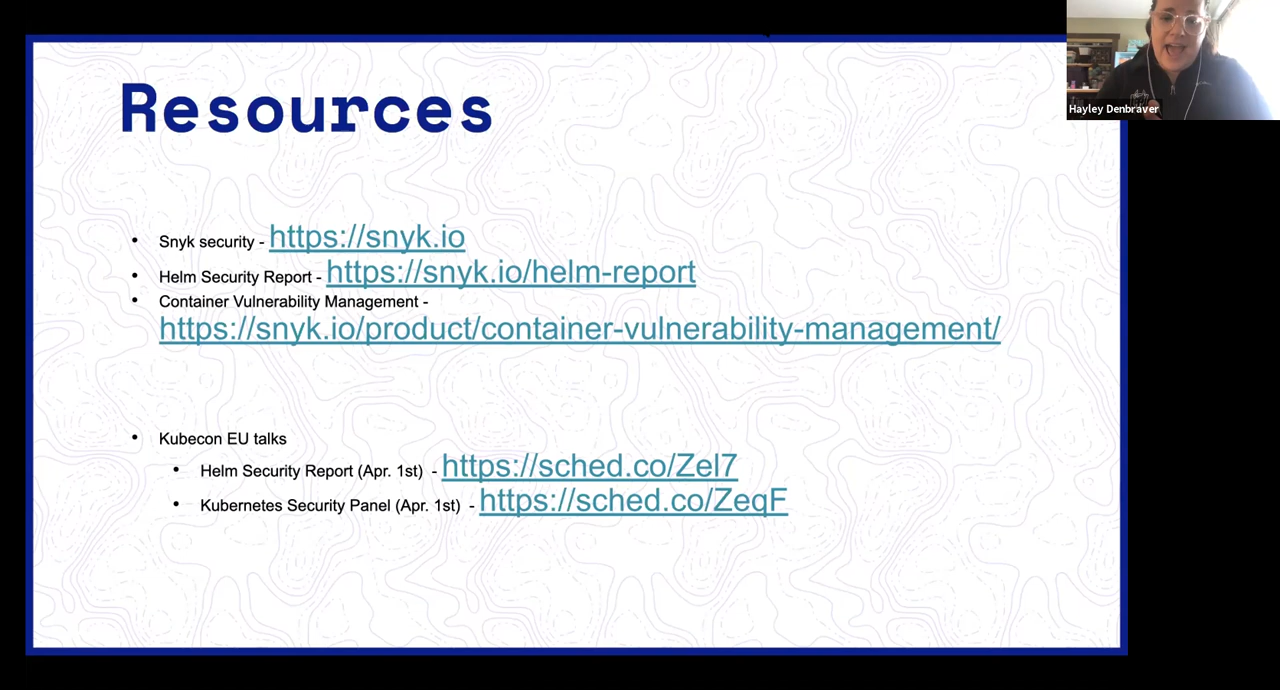 Hayley Denbraver
Resources
• Snyk security - https://snyk.io
• Helm Security Report - https://snyk.io/helm-report
• Container Vulnerability Management -
https://snyk.io/product/container-vulnerability-management/
• Kubecon EU talks
• Helm Security Report (Apr. 1st) - https://sched.co/Zel7
• Kubernetes Security Panel (Apr. 1st) - https://sched.co/ZeqF